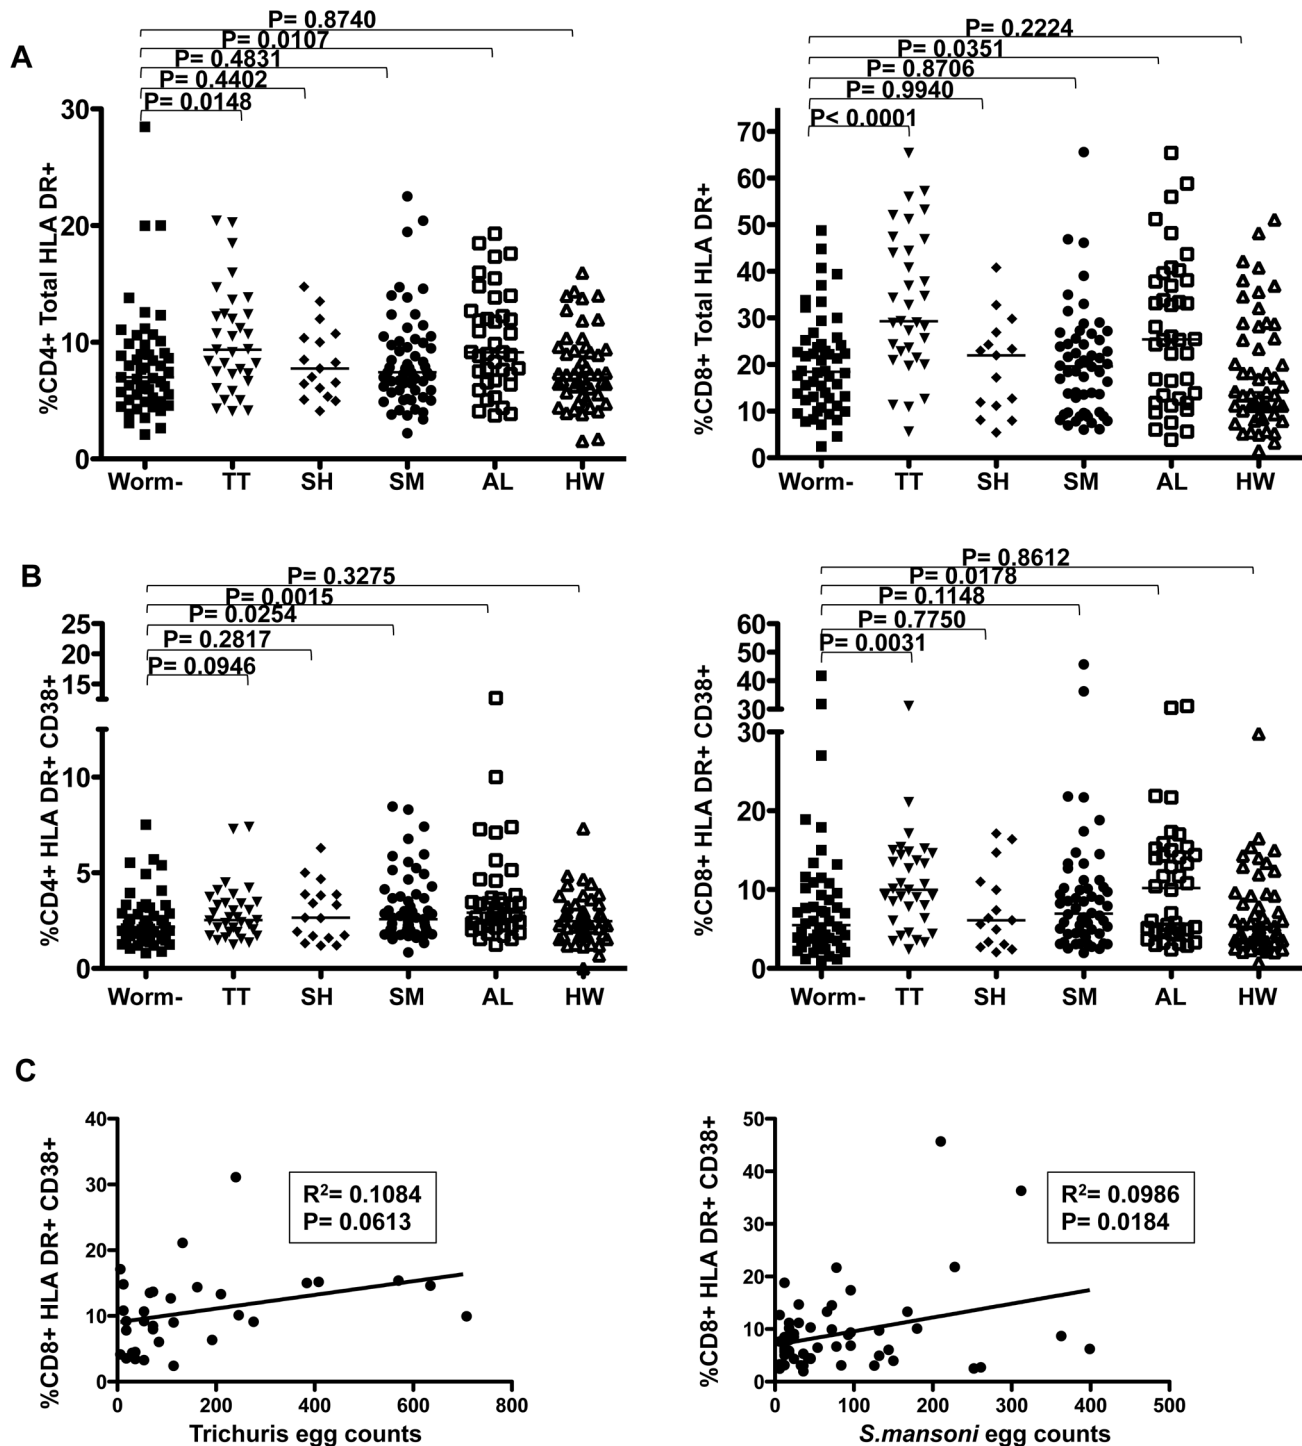 A
P= 0.8740
P= 0.0107
P= 0.4831
P= 0.4402
P= 0.0148
%CD4+ Total HLA DR+
30
20
10
0
Worm- TT SH SM AL HW
P= 0.2224
P= 0.0351
P= 0.8706
P= 0.9940
P< 0.0001
%CD8+ Total HLA DR+
70
60
50
40
30
20
10
0
Worm- TT SH SM AL HW
B
P= 0.3275
P= 0.0015
P= 0.0254
P= 0.2817
P= 0.0946
%CD4+ HLA DR+ CD38+
25
20
15
10
5
0
Worm- TT SH SM AL HW
P= 0.8612
P= 0.0178
P= 0.1148
P= 0.7750
P= 0.0031
%CD8+ HLA DR+ CD38+
60
50
40
30
30
20
10
0
Worm- TT SH SM AL HW
C
%CD8+ HLA DR+ CD38+
40
30
20
10
0
R²= 0.1084
P= 0.0613
0 200 400 600 800
Trichuris egg counts
%CD8+ HLA DR+ CD38+
50
40
30
20
10
0
R²= 0.0986
P= 0.0184
0 100 200 300 400 500
S.mansoni egg counts